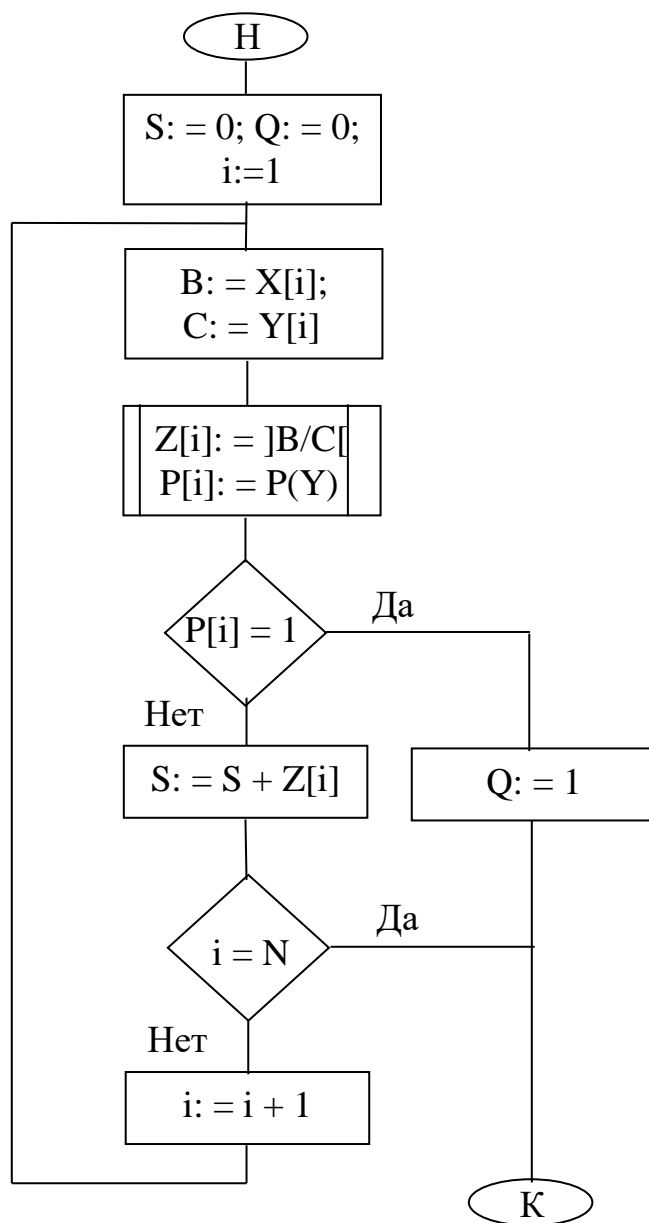 Н
S: = 0; Q: = 0;
i:=1
B: = X[i];
C: = Y[i]
Z[i]: = ]B/C[
P[i]: = P(Y)
P[i] = 1
Да
Нет
S: = S + Z[i]
Q: = 1
i = N
Да
Нет
i: = i + 1
К